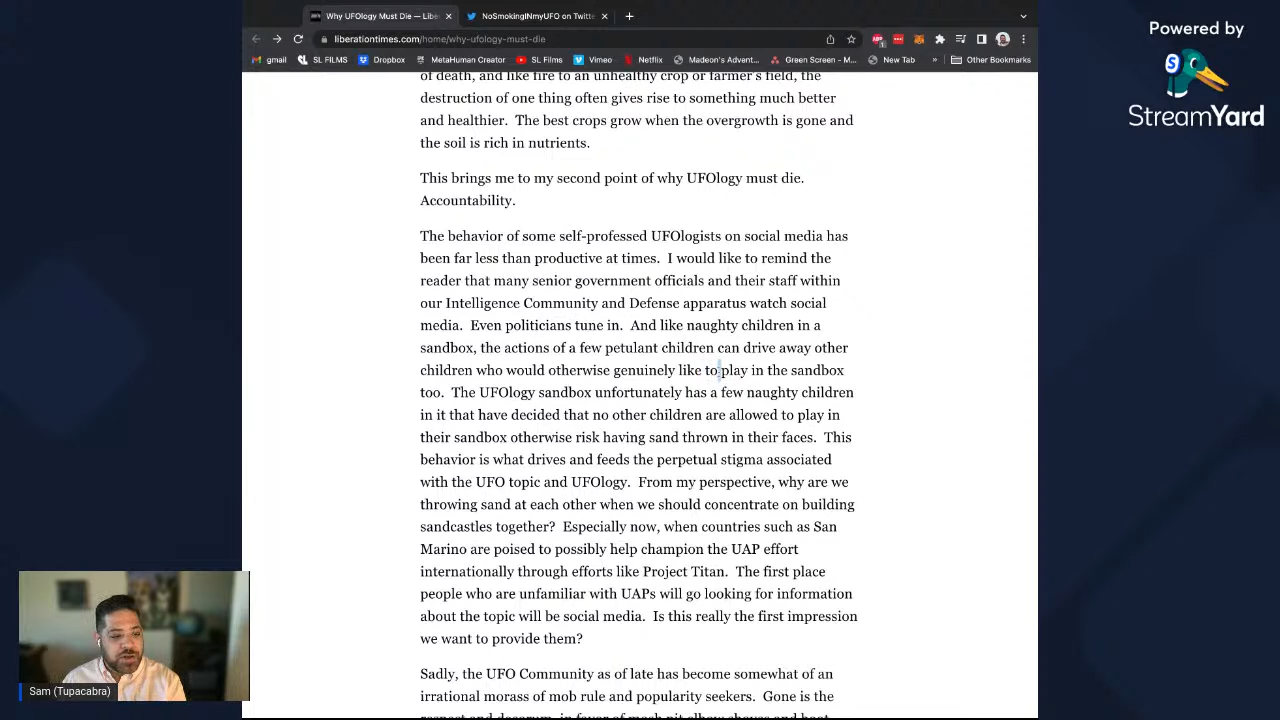 Why UFOlogy Must Die — Libe
NoSmokingINmyUFO on Twitte
Powered by
StreamYard
liberationtimes.com/home/why-ufology-must-die
gmail
SL FILMS
Dropbox
MetaHuman Creator
SL Films
Vimeo
Netflix
Madeon's Advent...
Green Screen - M...
New Tab
»
Other Bookmarks
of death, and like fire to an unhealthy crop or farmer's field, the
destruction of one thing often gives rise to something much better
and healthier.  The best crops grow when the overgrowth is gone and
the soil is rich in nutrients.
This brings me to my second point of why UFOlogy must die.
Accountability.
The behavior of some self-professed UFOlogists on social media has
been far less than productive at times.  I would like to remind the
reader that many senior government officials and their staff within
our Intelligence Community and Defense apparatus watch social
media.  Even politicians tune in.  And like naughty children in a
sandbox, the actions of a few petulant children can drive away other
children who would otherwise genuinely like to play in the sandbox
too.  The UFOlogy sandbox unfortunately has a few naughty children
in it that have decided that no other children are allowed to play in
their sandbox otherwise risk having sand thrown in their faces.  This
behavior is what drives and feeds the perpetual stigma associated
with the UFO topic and UFOlogy.  From my perspective, why are we
throwing sand at each other when we should concentrate on building
sandcastles together?  Especially now, when countries such as San
Marino are poised to possibly help champion the UAP effort
internationally through efforts like Project Titan.  The first place
people who are unfamiliar with UAPs will go looking for information
about the topic will be social media.  Is this really the first impression
we want to provide them?
Sadly, the UFO Community as of late has become somewhat of an
irrational morass of mob rule and popularity seekers.  Gone is the
respect and decorum, in favor of mosh pit elbow shoves and boot
Sam (Tupacabra)